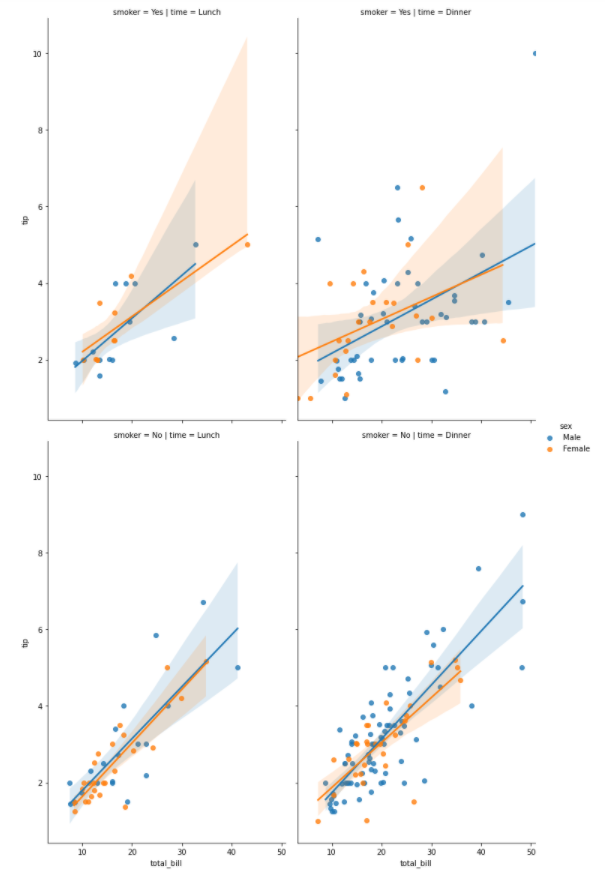 smoker = Yes | time = Lunch
smoker = Yes | time = Dinner
10
8
6
4
2
tip
sex
Male
Female
smoker = No | time = Lunch
smoker = No | time = Dinner
10
8
6
4
2
tip
10 20 30 40 50
10 20 30 40 50
total_bill
total_bill